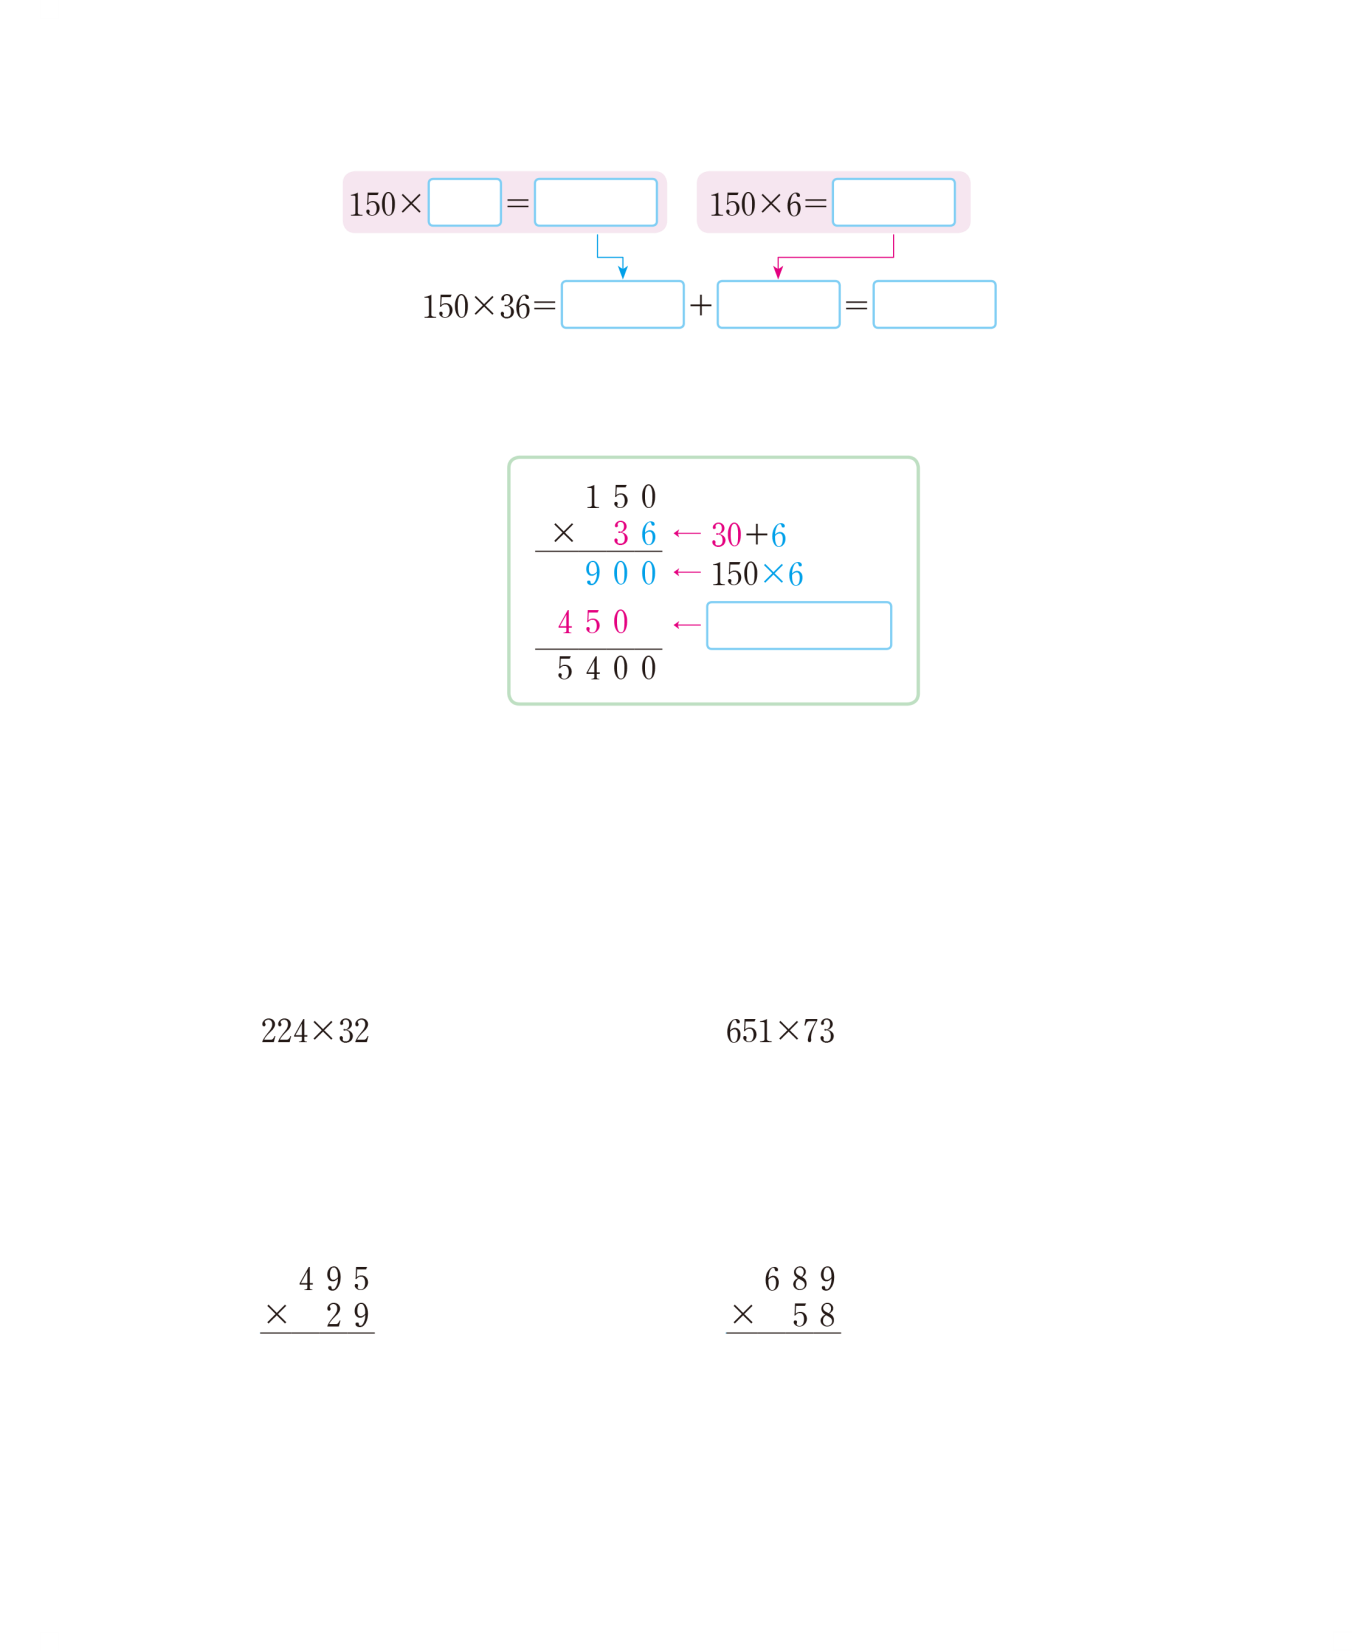 150×  =    150×6=
150×36=  +  =
1 5 0
× 3 6 ← 30+6
9 0 0 ← 150×6
4 5 0 ←
5 4 0 0
224×32    651×73
4 9 5    6 8 9
× 2 9    × 5 8